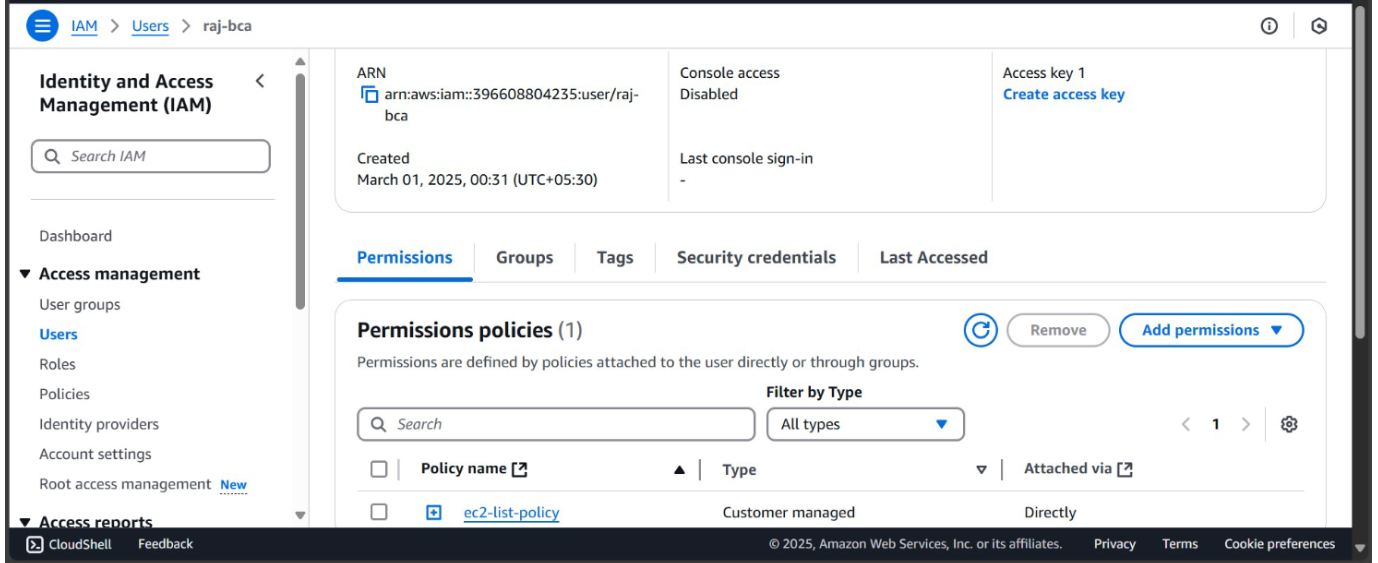 IAM > Users > raj-bca
Identity and Access
Management (IAM)
Search IAM
Dashboard
Access management
User groups
Users
Roles
Policies
Identity providers
Account settings
Root access management New
Access reports
ARN
arn:aws:iam::396608804235:user/raj-
bca
Created
March 01, 2025, 00:31 (UTC+05:30)
Console access
Disabled
Last console sign-in
-
Access key 1
Create access key
Permissions Groups Tags Security credentials Last Accessed
Permissions policies (1)
Remove Add permissions
Permissions are defined by policies attached to the user directly or through groups.
Filter by Type
Search All types 1
Policy name Type Attached via
ec2-list-policy Customer managed Directly
CloudShell Feedback © 2025, Amazon Web Services, Inc. or its affiliates. Privacy Terms Cookie preferences